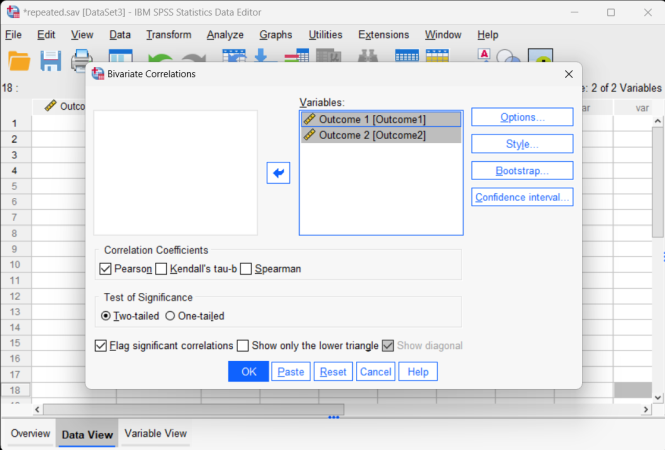 *repeated.sav [DataSet3] - IBM SPSS Statistics Data Editor
File Edit View Data Transform Analyze Graphs Utilities Extensions Window Help
A
18 : e: 2 of 2 Variables
Bivariate Correlations
Outco ar var
Variables:
Outcome 1 [Outcome1]
Outcome 2 [Outcome2]
Options...
Style...
Bootstrap...
Confidence interval...
Correlation Coefficients
Pearson Kendall's tau-b Spearman
Test of Significance
Two-tailed One-tailed
Flag significant correlations Show only the lower triangle Show diagonal
OK Paste Reset Cancel Help
1
2
3
4
5
6
7
8
9
10
11
12
13
14
15
16
17
18
Overview Data View Variable View